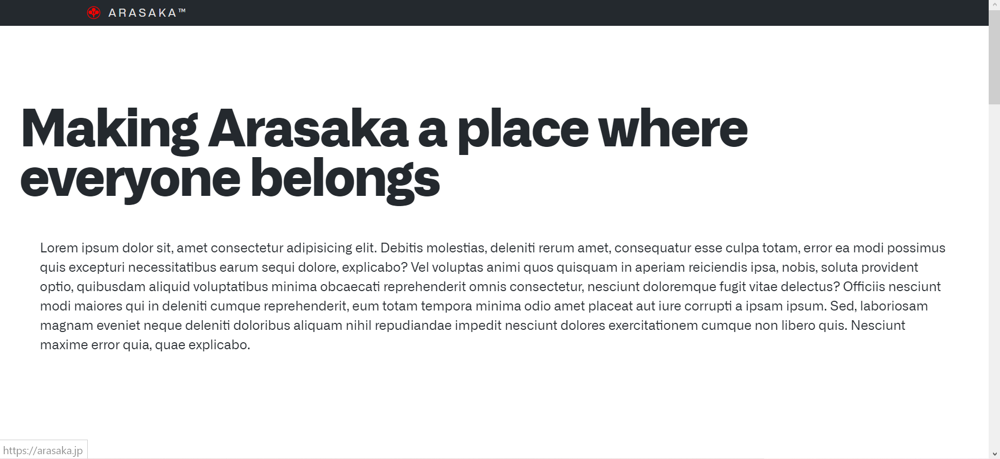 ARASAKA™
Making Arasaka a place where
everyone belongs
Lorem ipsum dolor sit, amet consectetur adipisicing elit. Debitis molestias, deleniti rerum amet, consequatur esse culpa totam, error ea modi possimus
quis excepturi necessitatibus earum sequi dolore, explicabo? Vel voluptas animi quos quisquam in aperiam reiciendis ipsa, nobis, soluta provident
optio, quibusdam aliquid voluptatibus minima obcaecati reprehenderit omnis consectetur, nesciunt doloremque fugit vitae delectus? Officiis nesciunt
modi maiores qui in deleniti cumque reprehenderit, eum totam tempora minima odio amet placeat aut iure corrupti a ipsam ipsum. Sed, laboriosam
magnam eveniet neque deleniti doloribus aliquam nihil repudiandae impedit nesciunt dolores exercitationem cumque non libero quis. Nesciunt
maxime error quia, quae explicabo.
https://arasaka.jp